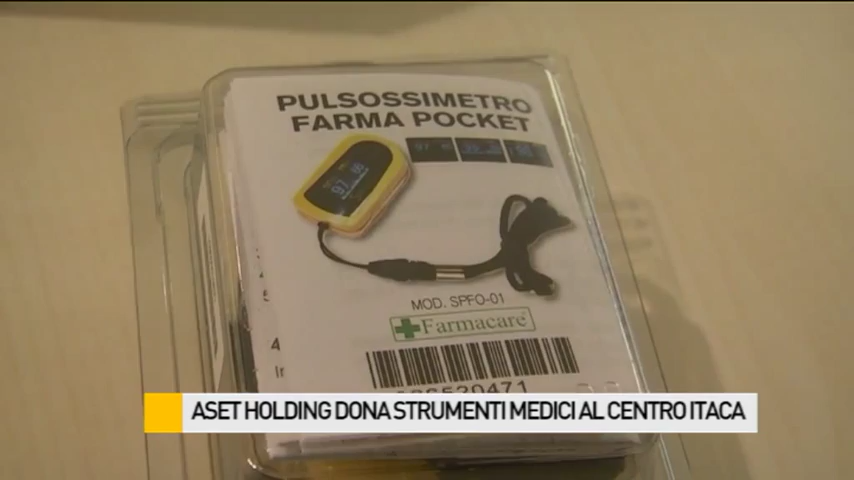 PULSOSSIMETRO
FARMA POCKET
MOD. SPFO-01
Farmacare®
ASET HOLDING DONA STRUMENTI MEDICI AL CENTRO ITACA